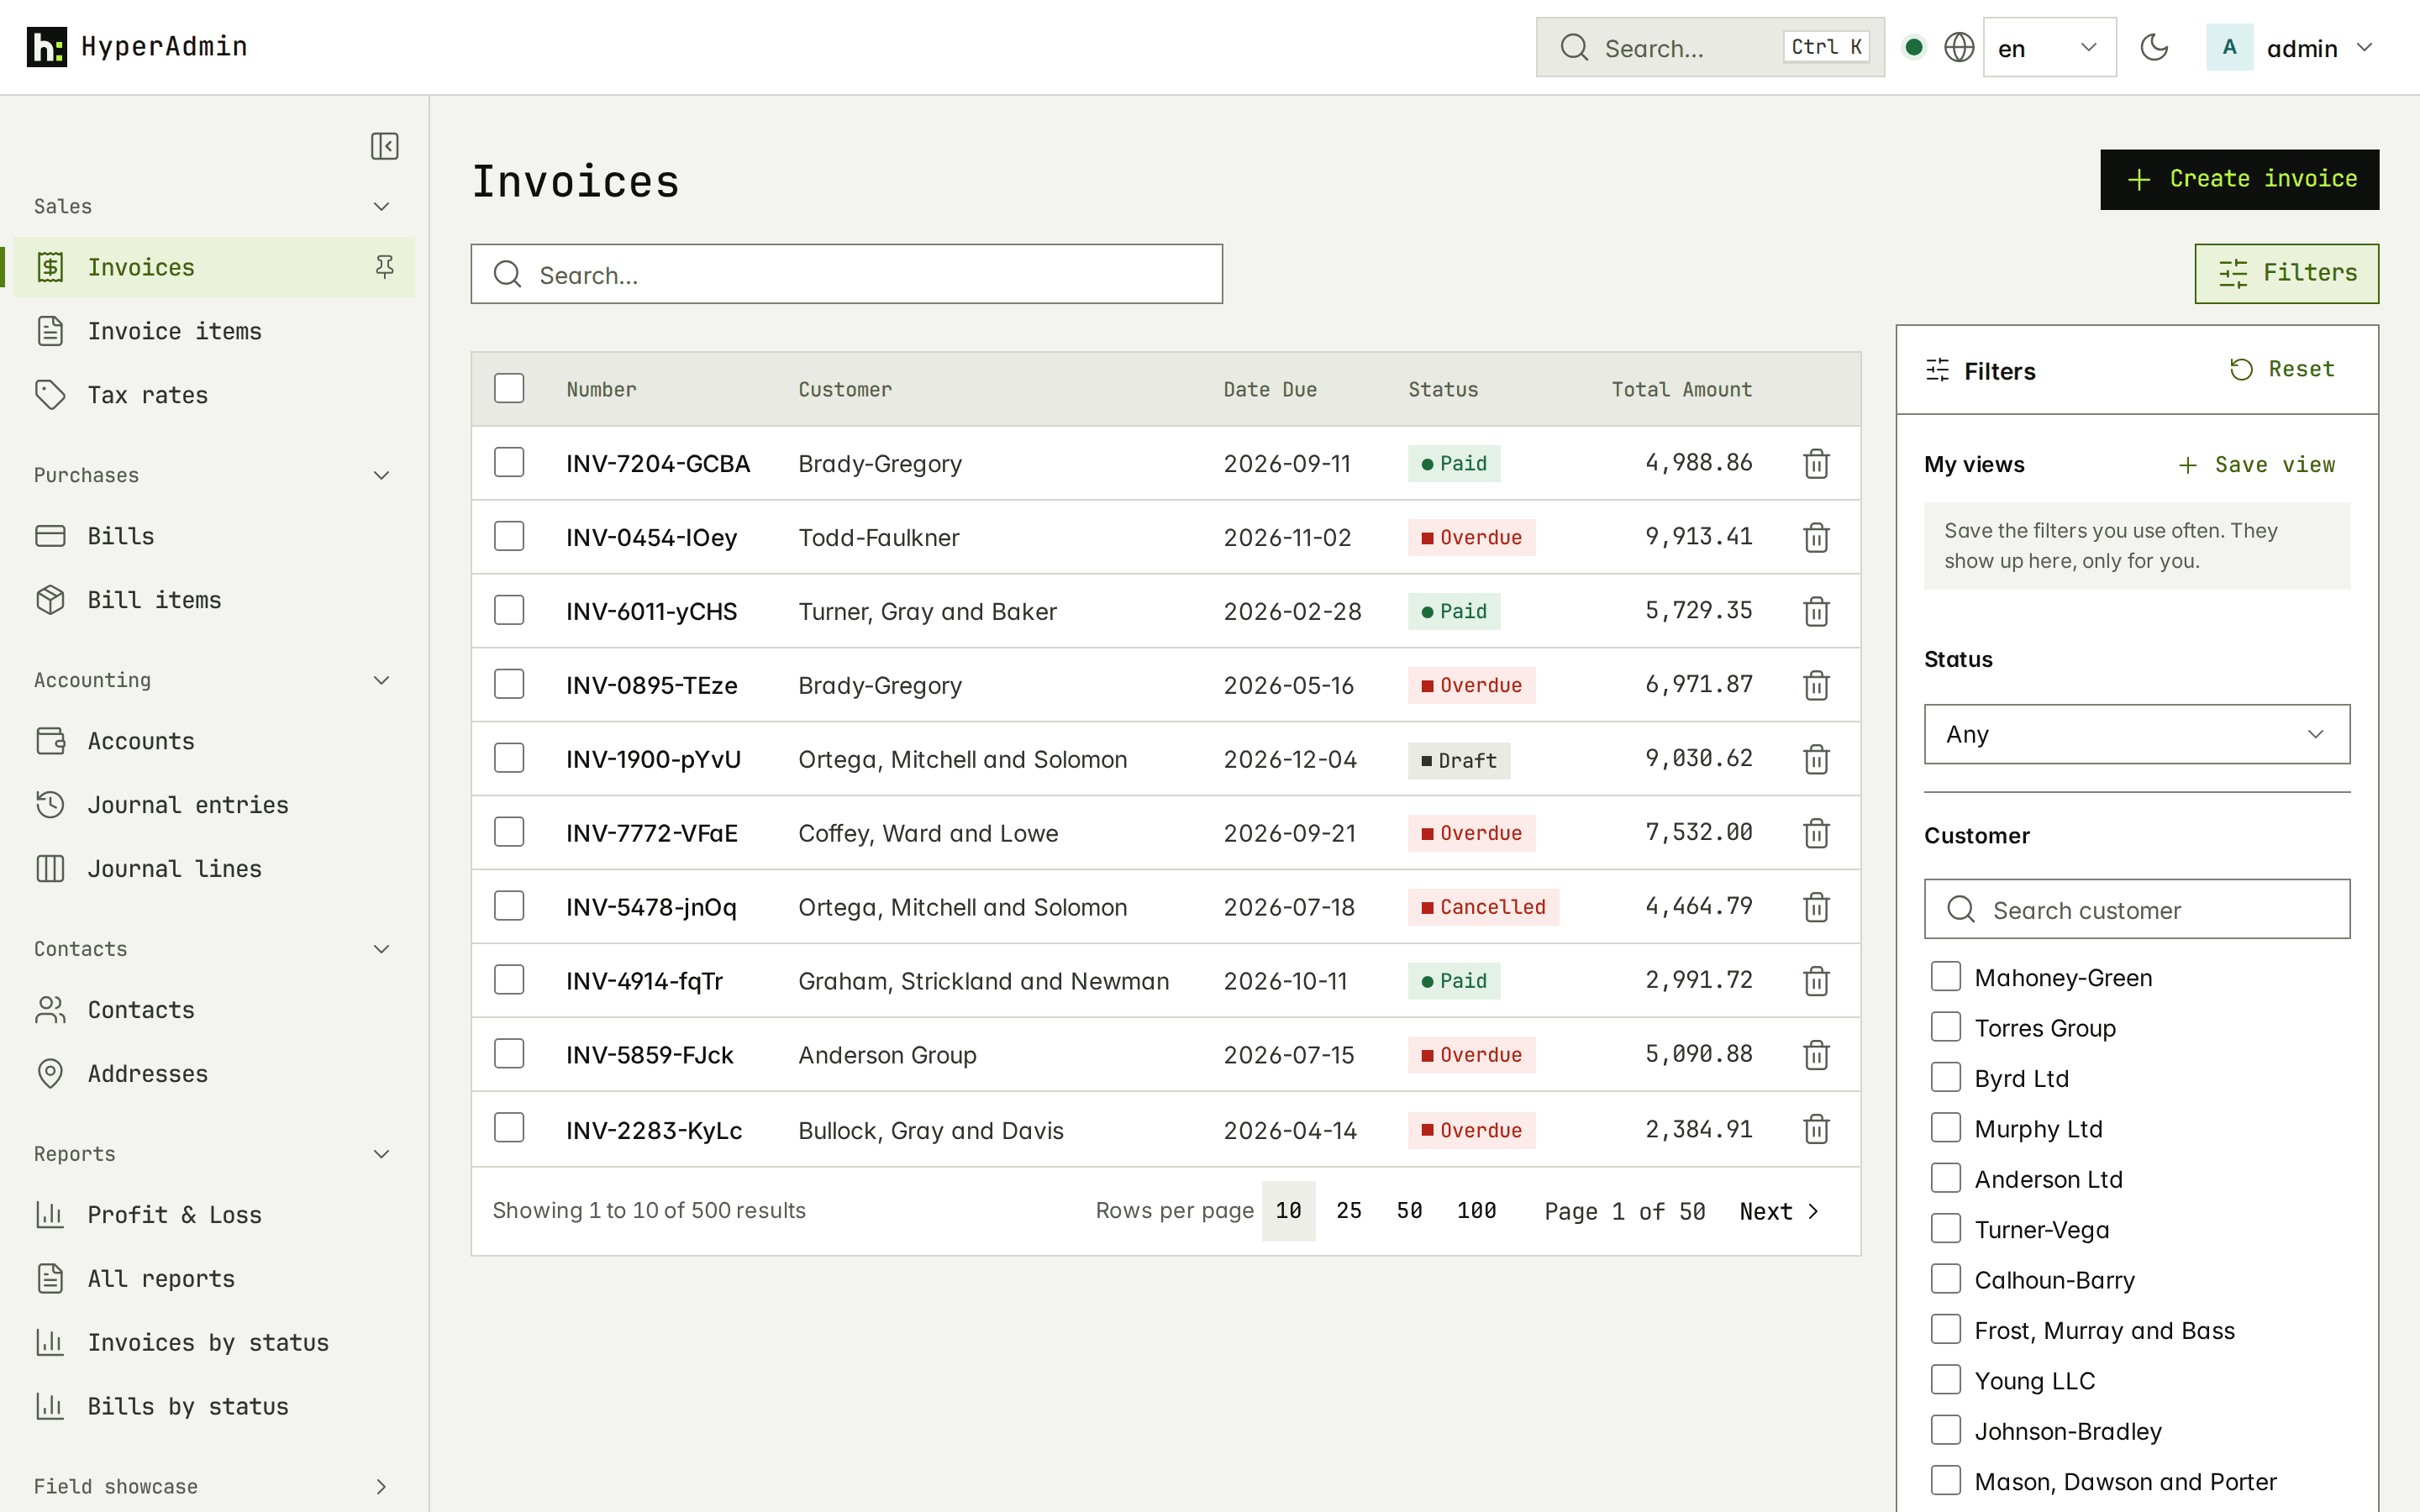 h: HyperAdmin
Search...
Ctrl K
en
A
admin
Sales
Invoices
Invoice items
Tax rates
Purchases
Bills
Bill items
Accounting
Accounts
Journal entries
Journal lines
Contacts
Contacts
Addresses
Reports
Profit & Loss
All reports
Invoices by status
Bills by status
Field showcase
Invoices
Create invoice
Search...
Filters
Number Customer Date Due Status Total Amount
INV-7204-GCBA Brady-Gregory 2026-09-11 Paid 4,988.86
INV-0454-IOey Todd-Faulkner 2026-11-02 Overdue 9,913.41
INV-6011-yCHS Turner, Gray and Baker 2026-02-28 Paid 5,729.35
INV-0895-TEze Brady-Gregory 2026-05-16 Overdue 6,971.87
INV-1900-pYvU Ortega, Mitchell and Solomon 2026-12-04 Draft 9,030.62
INV-7772-VFaE Coffey, Ward and Lowe 2026-09-21 Overdue 7,532.00
INV-5478-jnOq Ortega, Mitchell and Solomon 2026-07-18 Cancelled 4,464.79
INV-4914-fqTr Graham, Strickland and Newman 2026-10-11 Paid 2,991.72
INV-5859-FJck Anderson Group 2026-07-15 Overdue 5,090.88
INV-2283-KyLc Bullock, Gray and Davis 2026-04-14 Overdue 2,384.91
Showing 1 to 10 of 500 results
Rows per page 10 25 50 100
Page 1 of 50
Next
Filters
Reset
My views
Save view
Save the filters you use often. They
show up here, only for you.
Status
Any
Customer
Search customer
Mahoney-Green
Torres Group
Byrd Ltd
Murphy Ltd
Anderson Ltd
Turner-Vega
Calhoun-Barry
Frost, Murray and Bass
Young LLC
Johnson-Bradley
Mason, Dawson and Porter